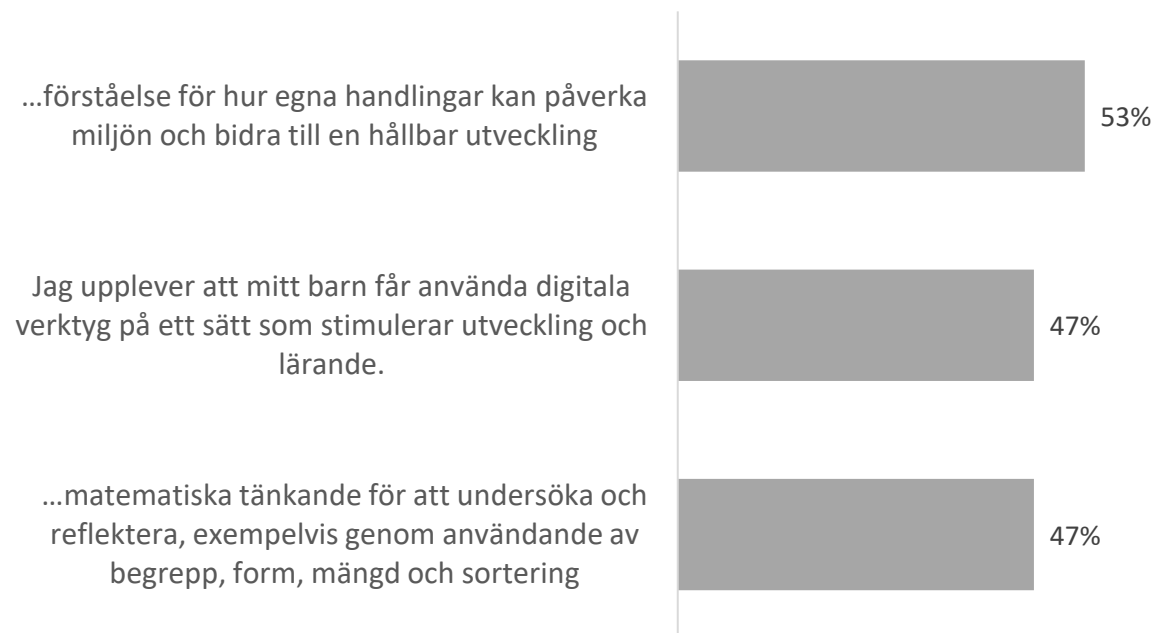 …förståelse för hur egna handlingar kan påverka
miljön och bidra till en hållbar utveckling
53%
Jag upplever att mitt barn får använda digitala
verktyg på ett sätt som stimulerar utveckling och
lärande.
47%
…matematiska tänkande för att undersöka och
reflektera, exempelvis genom användande av
begrepp, form, mängd och sortering
47%